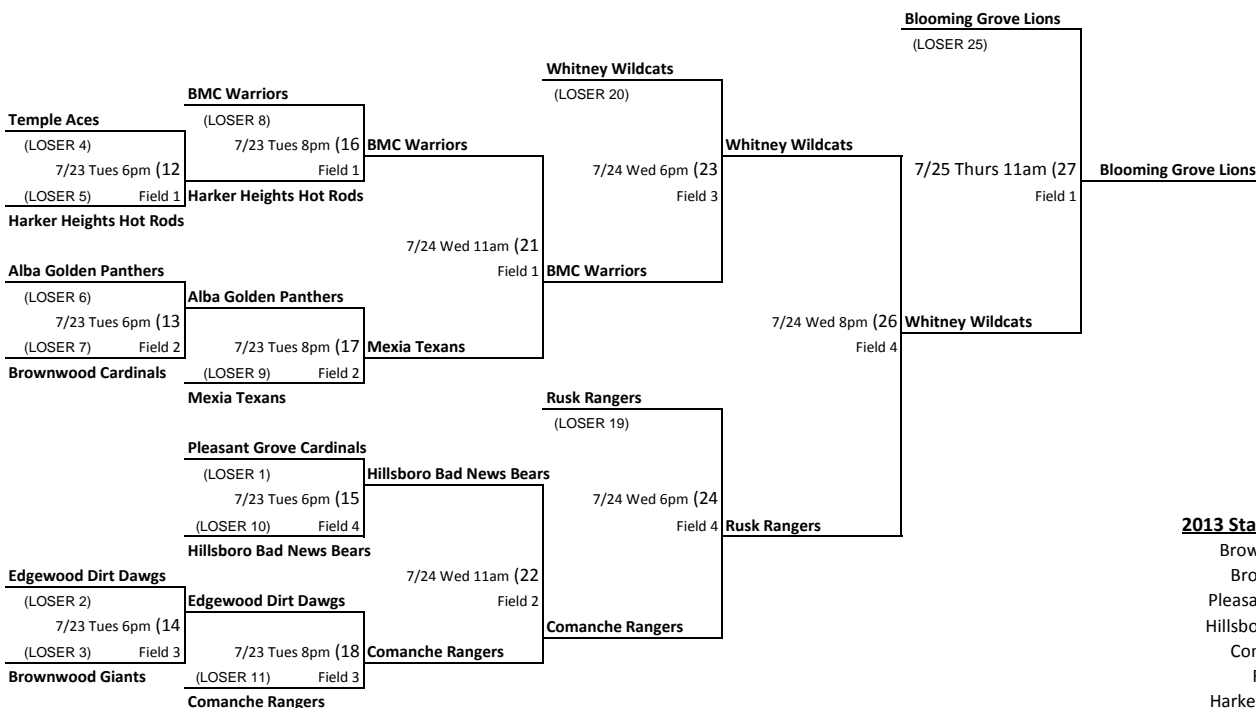 Blooming Grove Lions
(LOSER 25)
Whitney Wildcats
BMC Warriors
(LOSER 20)
Temple Aces
(LOSER 8)
(LOSER 4)
7/23 Tues 8pm (16 BMC Warriors
Whitney Wildcats
7/23 Tues 6pm (12
Field 1
7/24 Wed 6pm (23
7/25 Thurs 11am (27
Blooming Grove Lions
(LOSER 5) Field 1 Harker Heights Hot Rods
Field 3
Field 1
Harker Heights Hot Rods
7/24 Wed 11am (21
Alba Golden Panthers
Field 1 BMC Warriors
(LOSER 6)
Alba Golden Panthers
7/23 Tues 6pm (13
7/24 Wed 8pm (26 Whitney Wildcats
(LOSER 7) Field 2
7/23 Tues 8pm (17 Mexia Texans
Field 4
Brownwood Cardinals
(LOSER 9) Field 2
Mexia Texans
Rusk Rangers
(LOSER 19)
Pleasant Grove Cardinals
(LOSER 1)
Hillsboro Bad News Bears
7/23 Tues 6pm (15
7/24 Wed 6pm (24
(LOSER 10) Field 4
Field 4 Rusk Rangers
2013 Sta
Hillsboro Bad News Bears
Brow
Edgewood Dirt Dawgs
7/24 Wed 11am (22
Bro
(LOSER 2)
Edgewood Dirt Dawgs
Field 2
Pleasa
7/23 Tues 6pm (14
Comanche Rangers
Hillsbo
(LOSER 3) Field 3
7/23 Tues 8pm (18 Comanche Rangers
Cor
Brownwood Giants
(LOSER 11) Field 3
Comanche Rangers
Harke